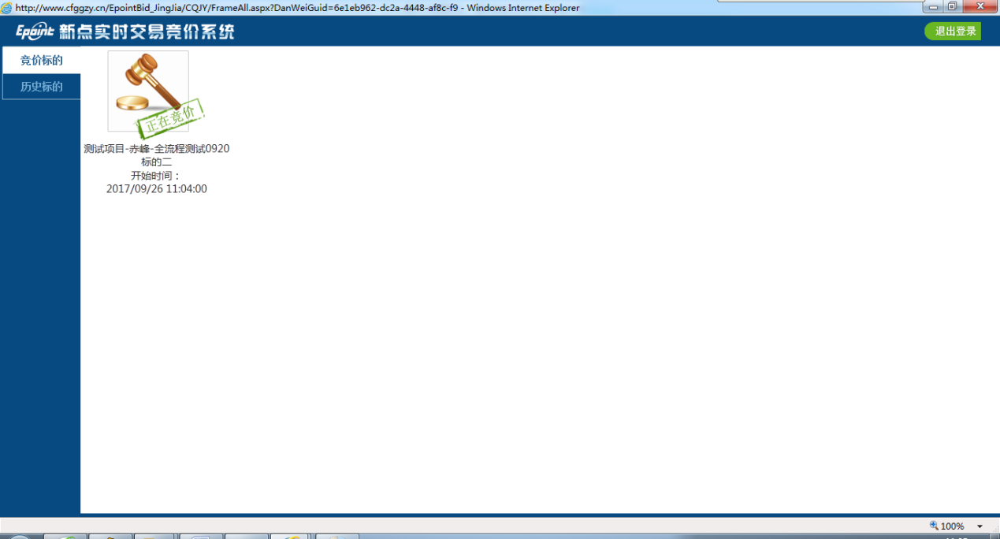 http://www.cfggzy.cn/EpointBid_JingJia/CQJY/FrameAll.aspx?DanWeiGuid=6e1eb962-dc2a-4448-af8c-f9 - Windows Internet Explorer
Epoint 新点实时交易竞价系统
退出登录
竞价标的
历史标的
正在竞价
测试项目-赤峰-全流程测试0920
标的二
开始时间：
2017/09/26 11:04:00
100%